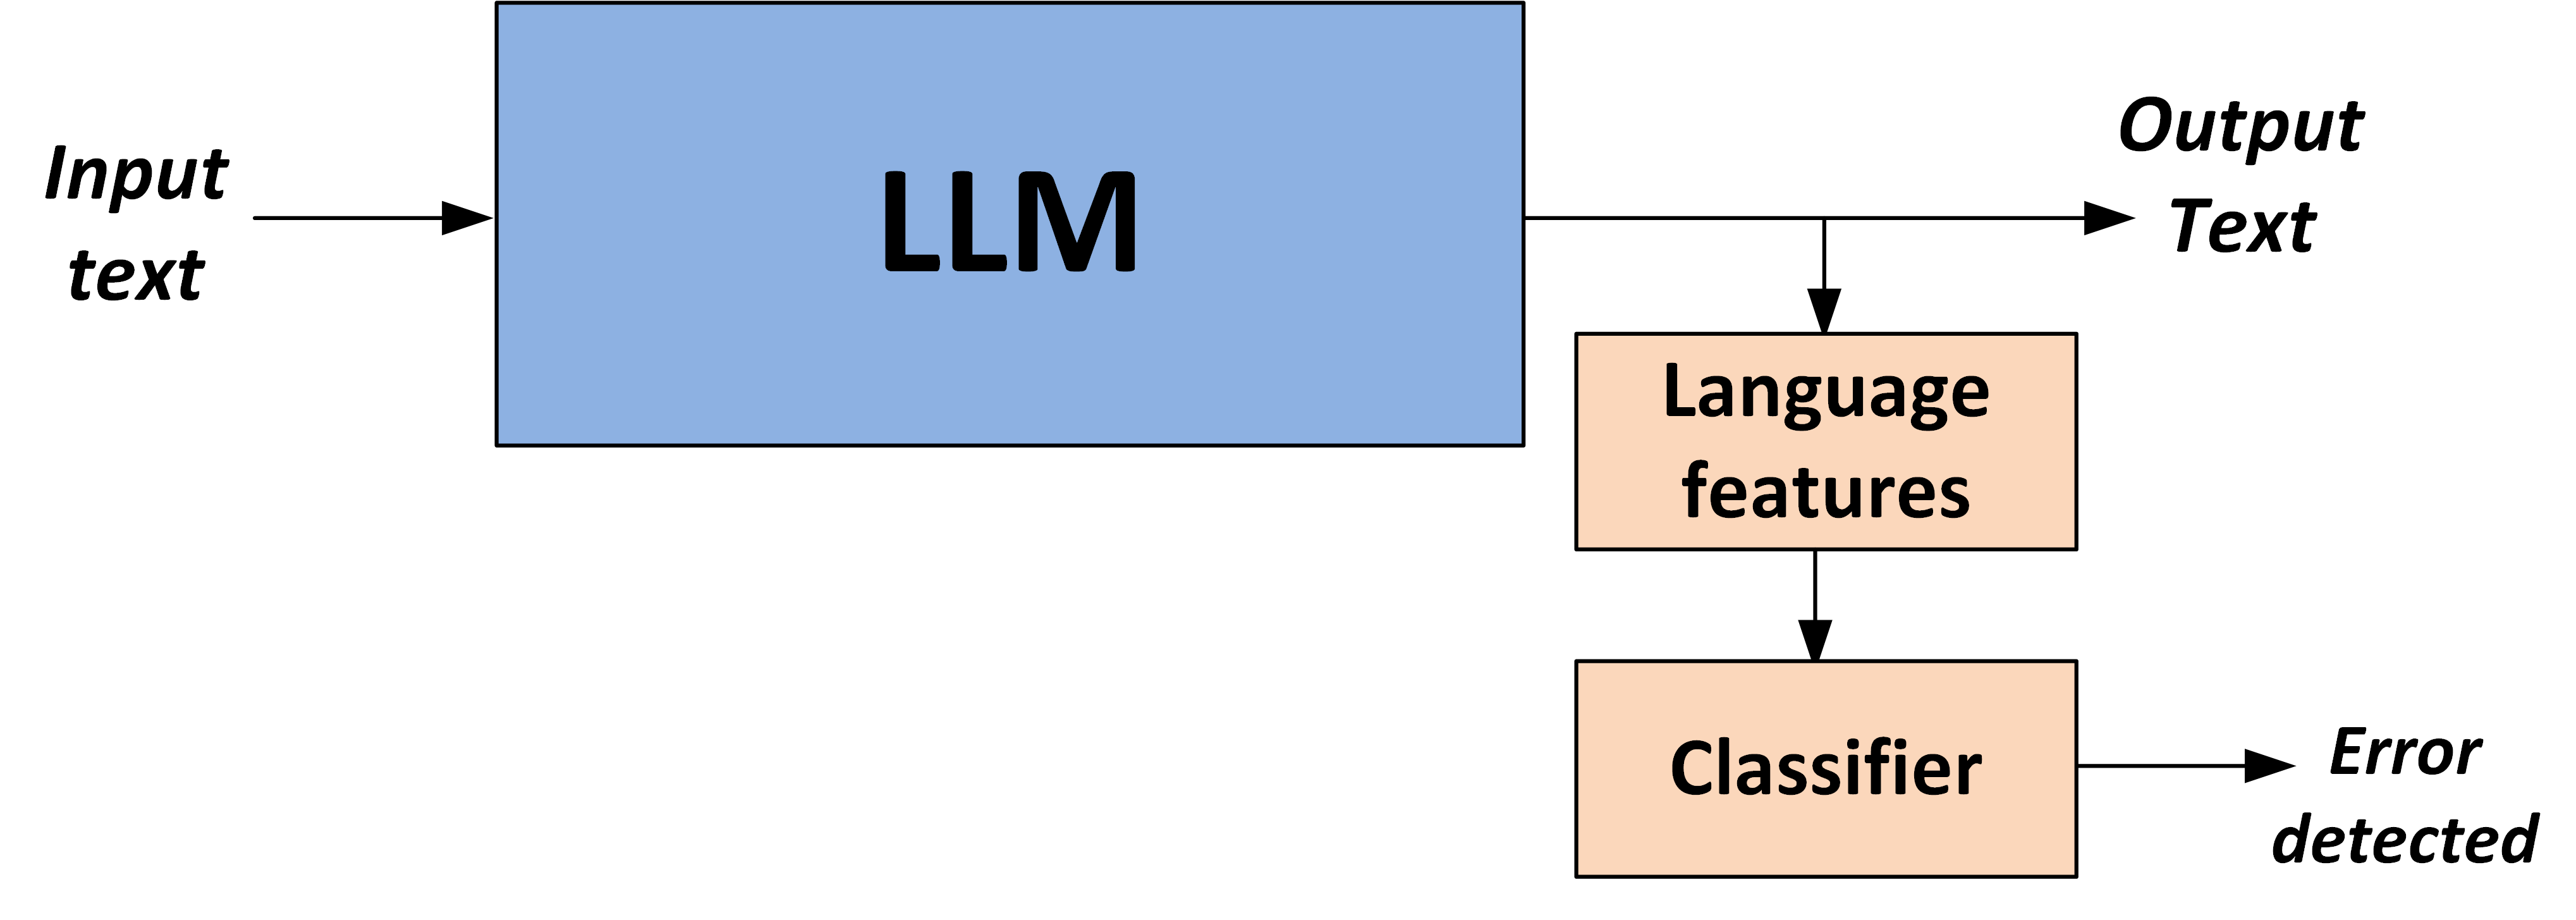 Input
text
LLM
Output
Text
Language
features
Classifier
Error
detected